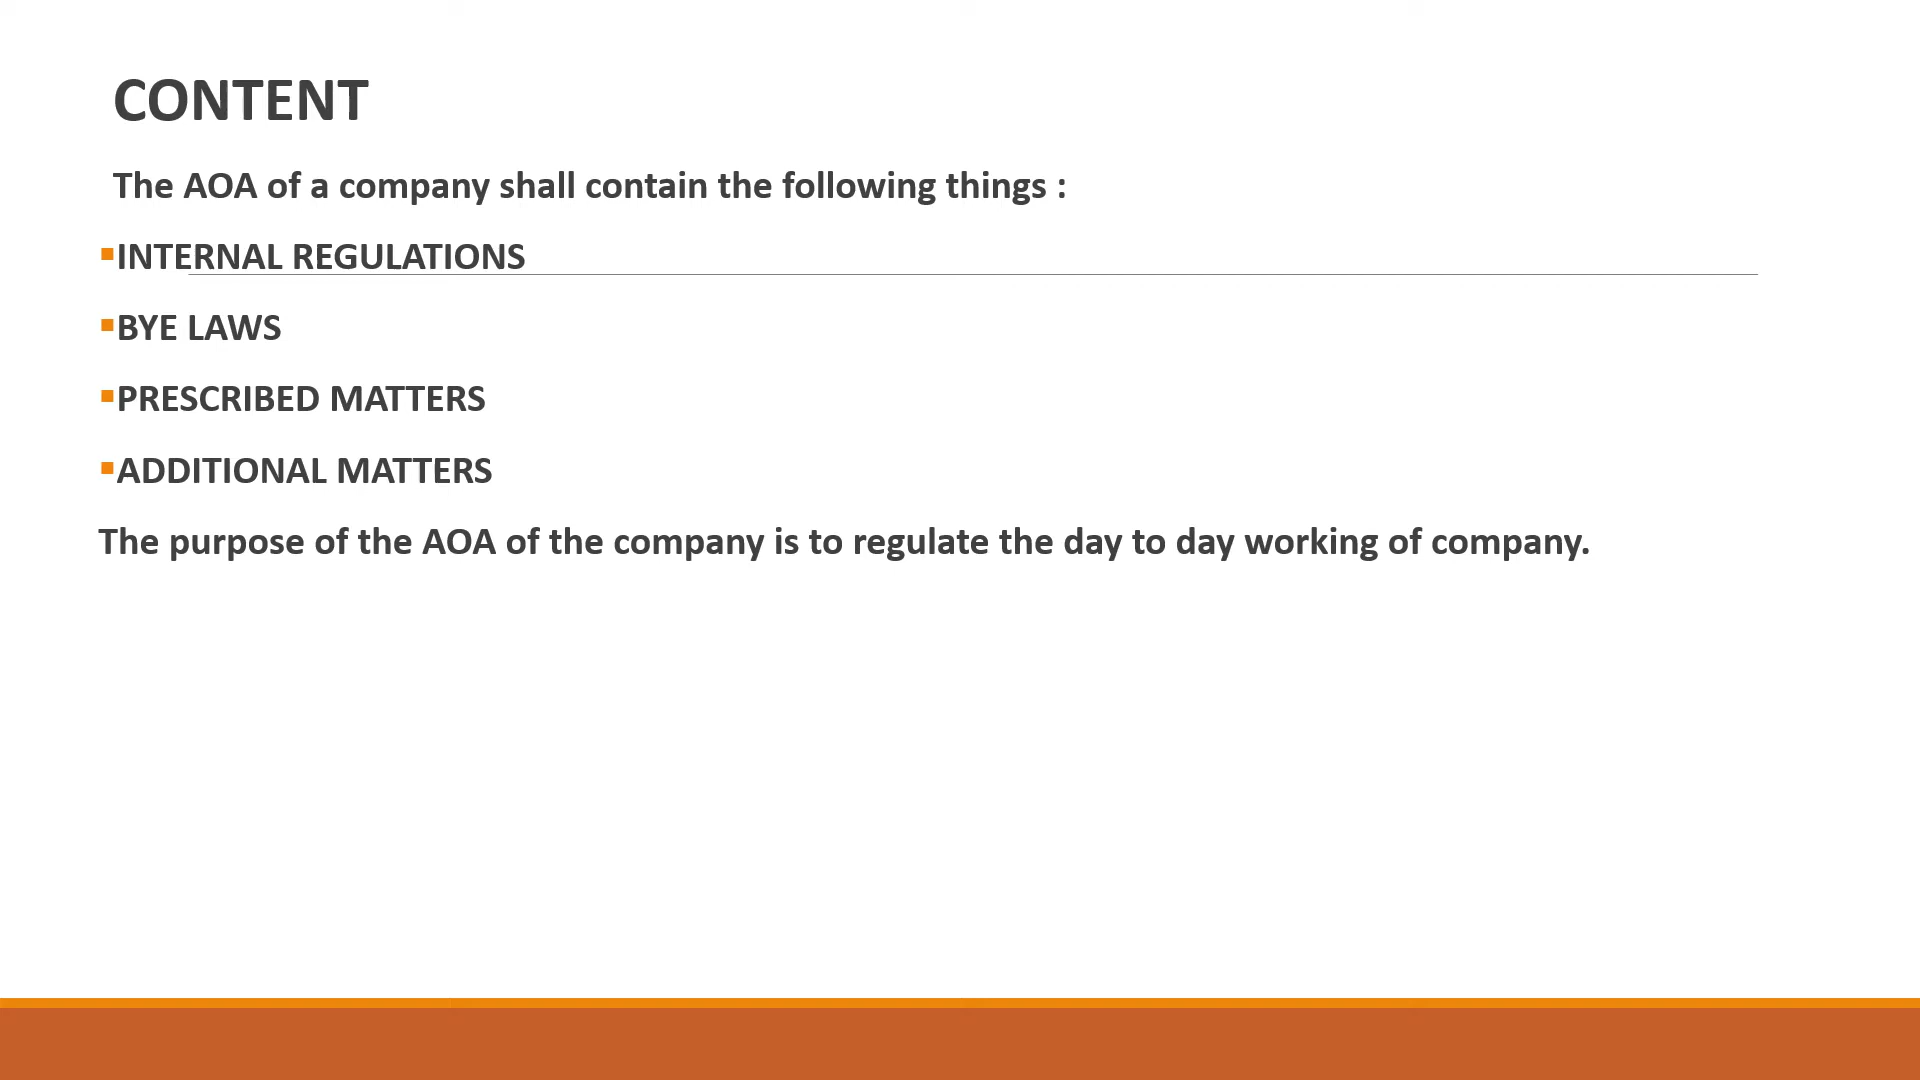 CONTENT
The AOA of a company shall contain the following things :
▪INTERNAL REGULATIONS
▪BYE LAWS
▪PRESCRIBED MATTERS
▪ADDITIONAL MATTERS
The purpose of the AOA of the company is to regulate the day to day working of company.